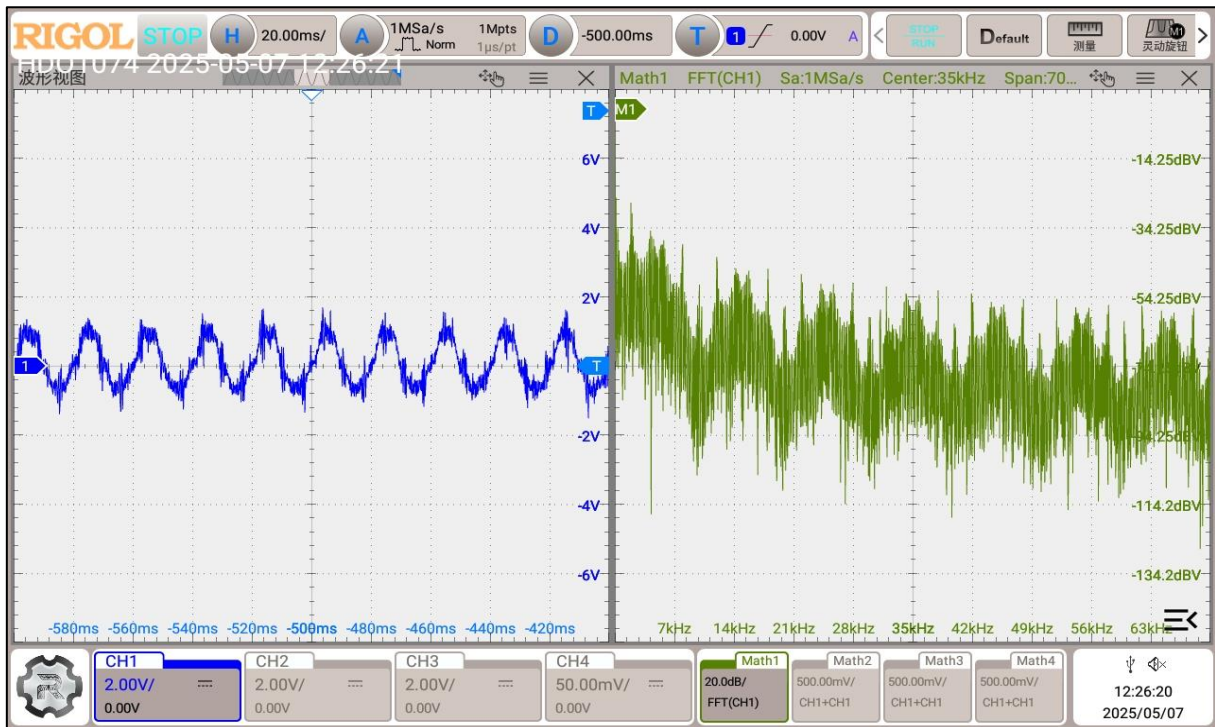 RIGOL STOP H 20.00ms/ A 1MSa/s Norm 1Mpts 1μs/pt D -500.00ms T 1 0.00V A < STOP RUN Default 测量 M1 灵动旋钮 >
HDO1074 2025-05-07 12:26:21
波形视图
Math1 FFT(CH1) Sa:1MSa/s Center:35kHz Span:70...
T
6V
4V
2V
1
T
-2V
-4V
-6V
-580ms -560ms -540ms -520ms -500ms -480ms -460ms -440ms -420ms
M1
-14.25dBV
-34.25dBV
-54.25dBV
-94.25dBV
-114.2dBV
-134.2dBV
7kHz 14kHz 21kHz 28kHz 35kHz 42kHz 49kHz 56kHz 63kHz
CH1 CH2 CH3 CH4 Math1 Math2 Math3 Math4
2.00V/ 2.00V/ 2.00V/ 50.00mV/ 20.0dB/ 500.00mV/ 500.00mV/ 500.00mV/
0.00V 0.00V 0.00V 0.00V FFT(CH1) CH1+CH1 CH1+CH1 CH1+CH1
12:26:20
2025/05/07